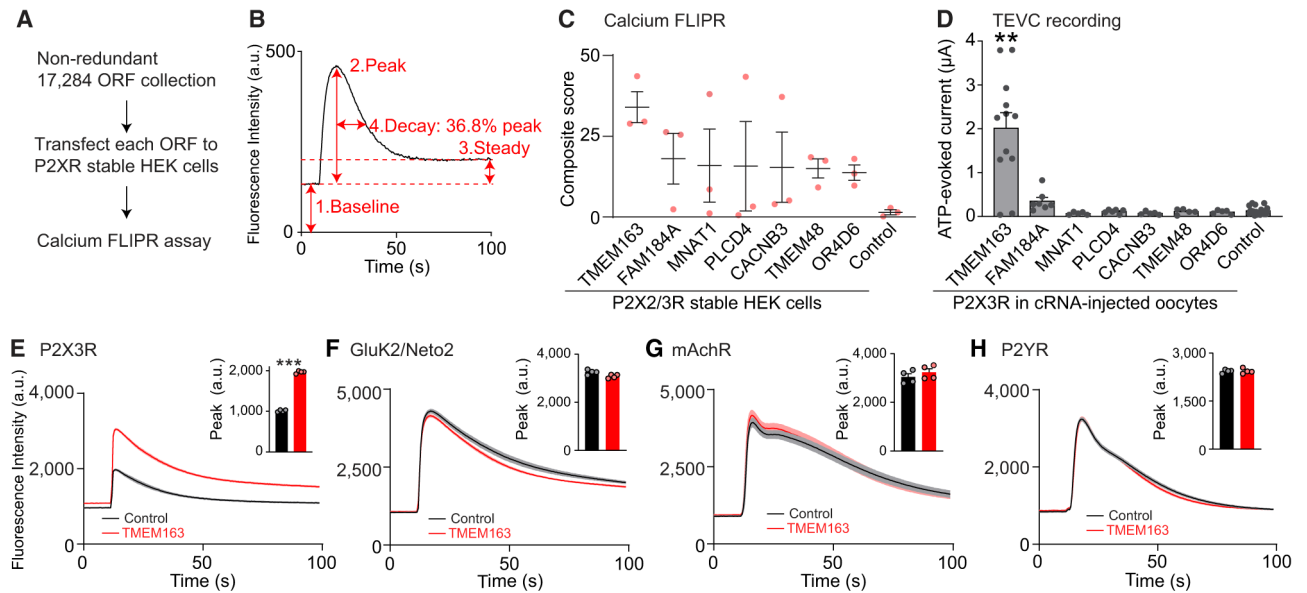 A
Non-redundant
17,284 ORF collection
Transfect each ORF to
P2XR stable HEK cells
Calcium FLIPR assay
B
Fluorescence Intensity (a.u.)
500
0
0
50
100
Time (s)
2.Peak
4.Decay: 36.8% peak
3.Steady
1.Baseline
C
Calcium FLIPR
Composite score
50
25
0
TMEM163
FAM184A
MNAT1
PLCD4
CACNB3
TMEM48
OR4D6
Control
P2X2/3R stable HEK cells
D
TEVC recording
ATP-evoked current (μA)
4
3
2
1
0
**
TMEM163
FAM184A
MNAT1
PLCD4
CACNB3
TMEM48
OR4D6
Control
P2X3R in cRNA-injected oocytes
E
P2X3R
Fluorescence Intensity (a.u.)
4,000
2,000
0
0
50
100
Time (s)
Control
TMEM163
Peak (a.u.)
2,000
1,000
0
***
F
GluK2/Neto2
5,000
2,500
0
0
50
100
Time (s)
Control
TMEM163
Peak (a.u.)
4,000
2,000
0
G
mAchR
5,000
2,500
0
0
50
100
Time (s)
Control
TMEM163
Peak (a.u.)
4,000
2,000
0
H
P2YR
4,000
2,000
0
0
50
100
Time (s)
Control
TMEM163
Peak (a.u.)
3,000
1,500
0